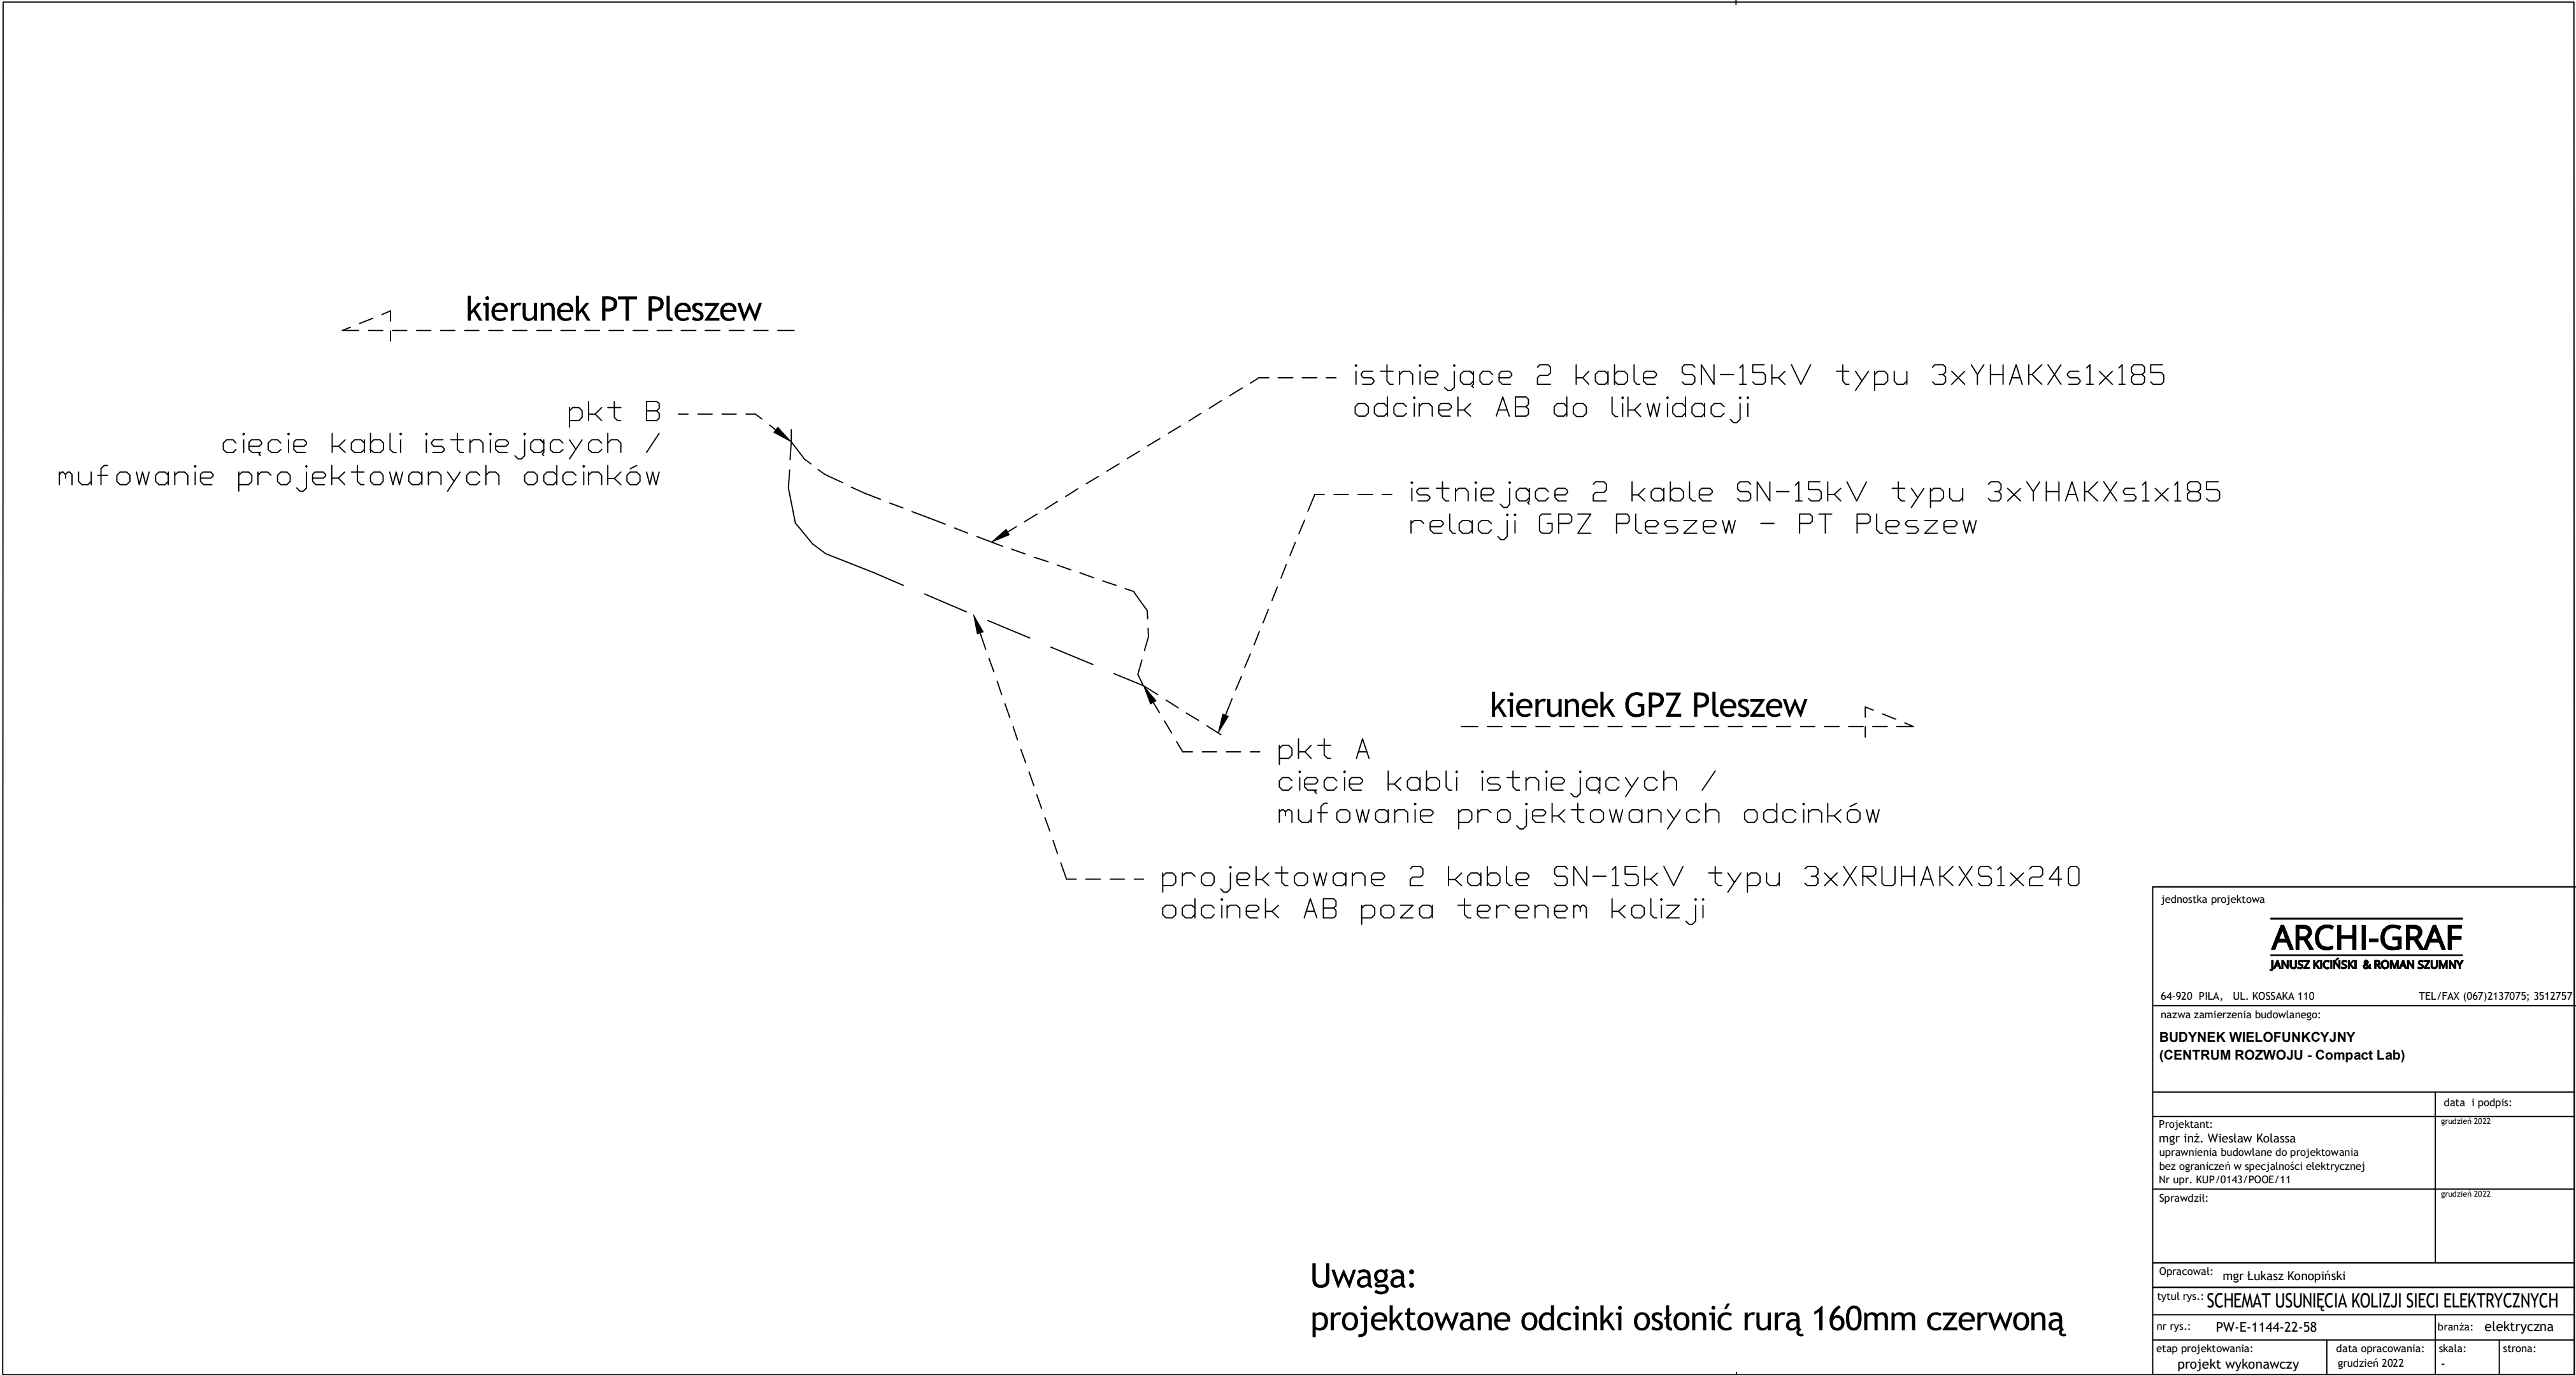 kierunek PT Pleszew
pkt B
cięcie kabli istniejących /
mufowanie projektowanych odcinków
istniejące 2 kable SN-15kV typu 3xYHAKXs1x185
odcinek AB do likwidacji
istniejące 2 kable SN-15kV typu 3xYHAKXs1x185
relacji GPZ Pleszew - PT Pleszew
kierunek GPZ Pleszew
pkt A
cięcie kabli istniejących /
mufowanie projektowanych odcinków
projektowane 2 kable SN-15kV typu 3xXRUHAKXS1x240
odcinek AB poza terenem kolizji
Uwaga:
projektowane odcinki osłonić rurą 160mm czerwoną
jednostka projektowa
ARCHI-GRAF
JANUSZ KICIŃSKI & ROMAN SZUMNY
64-920 PIŁA, UL. KOSSAKA 110 TEL/FAX (067)2137075; 3512757
nazwa zamierzenia budowlanego:
BUDYNEK WIELOFUNKCYJNY
(CENTRUM ROZWOJU - Compact Lab)
data i podpis:
Projektant: grudzień 2022
mgr inż. Wiesław Kolassa
uprawnienia budowlane do projektowania
bez ograniczeń w specjalności elektrycznej
Nr upr. KUP/0143/POOE/11
Sprawdził: grudzień 2022
Opracował: mgr Łukasz Konopiński
tytuł rys.: SCHEMAT USUNIĘCIA KOLIZJI SIECI ELEKTRYCZNYCH
nr rys.: PW-E-1144-22-58 branża: elektryczna
etap projektowania: data opracowania: skala: strona:
projekt wykonawczy grudzień 2022 -